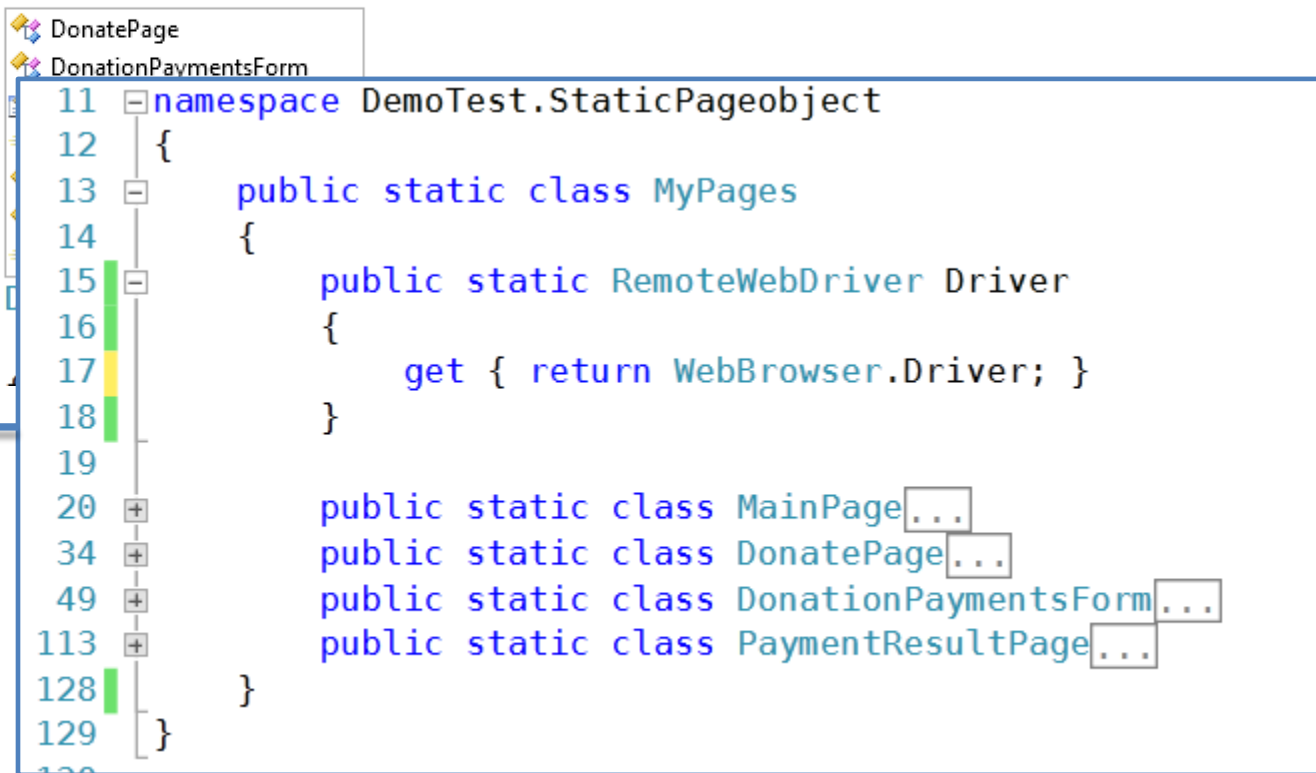 DonatePage
DonationPaymentsForm
11 namespace DemoTest.StaticPageobject
12 {
13 public static class MyPages
14 {
15 public static RemoteWebDriver Driver
16 {
17 get { return WebBrowser.Driver; }
18 }
19
20 public static class MainPage...
34 public static class DonatePage...
49 public static class DonationPaymentsForm...
113 public static class PaymentResultPage...
128 }
129 }